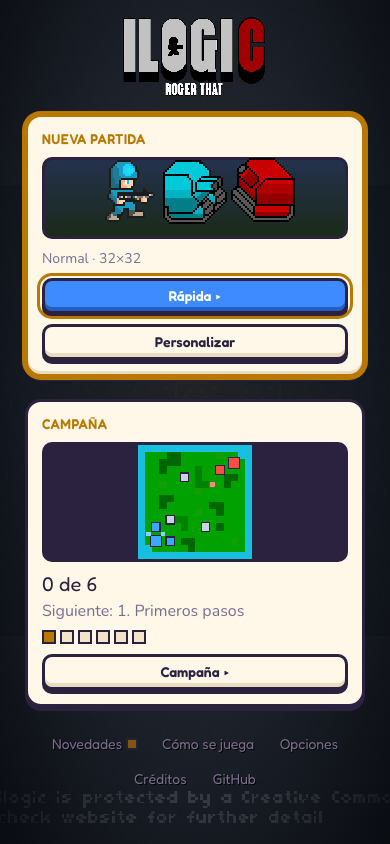 ILOGIC
ROGER THAT
NUEVA PARTIDA
Normal · 32×32
Rápida ▸
Personalizar
CAMPAÑA
0 de 6
Siguiente: 1. Primeros pasos
Campaña ▸
Novedades
Cómo se juega
Opciones
Créditos
GitHub
logic is protected by a Creative Commo
check website for further detail